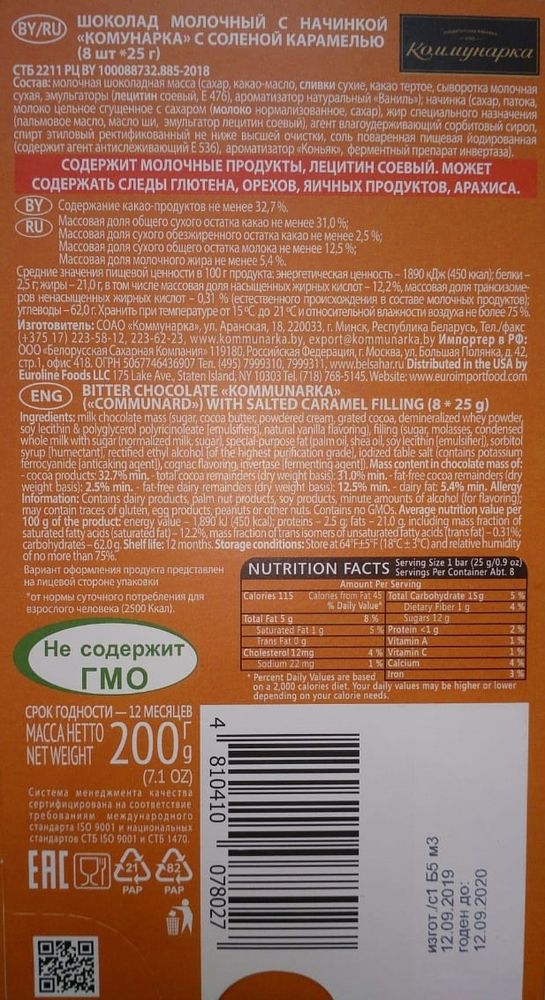 BY/RU
ШОКОЛАД МОЛОЧНЫЙ С НАЧИНКОЙ
«КОМУНАРКА» С СОЛЕНОЙ КАРАМЕЛЬЮ
(8 шт *25 г)
Коммунарка
СТБ 2211 РЦ BY 100088732.885-2018
Состав: молочная шоколадная масса (сахар, какао-масло, сливки сухие, какао тертое, сыворотка молочная
сухая, эмульгаторы (лецитин соевый, Е 476), ароматизатор натуральный «Ваниль»); начинка (сахар, патока,
молоко цельное сгущенное с сахаром (молоко нормализованное, сахар), жир специального назначения
(пальмовое масло, масло ши, эмульгатор лецитин соевый), агент влагоудерживающий сорбитовый сироп,
спирт этиловый ректификованный не ниже высшей очистки, соль поваренная пищевая йодированная
(содержит агент антислеживающий Е 536), ароматизатор «Коньяк», ферментный препарат инвертаза).
СОДЕРЖИТ МОЛОЧНЫЕ ПРОДУКТЫ, ЛЕЦИТИН СОЕВЫЙ. МОЖЕТ
СОДЕРЖАТЬ СЛЕДЫ ГЛЮТЕНА, ОРЕХОВ, ЯИЧНЫХ ПРОДУКТОВ, АРАХИСА.
BY Содержание какао-продуктов не менее 32,7 %.
RU Массовая доля общего сухого остатка какао не менее 31,0 %;
Массовая доля сухого обезжиренного остатка какао не менее 2,5 %;
Массовая доля сухого обезжиренного остатка молока не менее 12,5 %;
Массовая доля молочного жира не менее 5,4 %.
Средние значения пищевой ценности в 100 г продукта: энергетическая ценность – 1890 кДж (450 ккал); белки –
2,5 г; жиры – 21,0 г, в том числе массовая доля насыщенных жирных кислот – 12,2%, массовая доля трансизоме-
ров ненасыщенных жирных кислот – 0,31 % (естественного происхождения в составе молочных продуктов);
углеводы – 62,0 г. Хранить при температуре от 15 °С до 21 °С и относительной влажности воздуха не более 75 %.
Изготовитель: СОАО «Коммунарка», ул. Аранская, 18, 220033, г. Минск, Республика Беларусь, Тел./факс
(+375 17) 223-58-12, 223-62-23, www.kommunarka.by, export@kommunarka.by Импортер в РФ:
ООО «Белорусская Сахарная Компания» 119180, Российская Федерация, г. Москва, ул. Большая Полянка, д. 42,
стр.1, офис 418. ОГРН 5067746436907 Тел. (495) 7999310, 7999311, www.belsahar.ru Distributed in the USA by
Euroline Foods LLC 175 Lake Ave., Staten Island, NY 10303 Tel. (718) 768-5145. Website: www.euroimportfood.com
ENG
BITTER CHOCOLATE «KOMMUNARKA»
(«COMMUNARD») WITH SALTED CARAMEL FILLING (8 * 25 g)
Ingredients: milk chocolate mass (sugar, cocoa butter, powdered cream, grated cocoa, demineralized whey powder,
soy lecithin & polyglycerol polyricinoleate [emulsifiers], natural vanilla flavoring), filling (sugar, molasses, condensed
whole milk with sugar (normalized milk, sugar), special-purpose fat (palm oil, shea oil, soy lecithin [emulsifier]), sorbitol
syrup [humectant], rectified ethyl alcohol [of the highest purification grade], iodized table salt (contains potassium
ferrocyanide [anticaking agent]), cognac flavoring, invertase [fermenting agent]). Mass content in chocolate mass of:
- cocoa products: 32.7% min. - total cocoa remainders (dry weight basis): 31.0% min. - fat-free cocoa remainders (dry
weight basis): 2.5% min. - fat-free dairy remainders (dry weight basis): 12.5% min. - dairy fat: 5.4% min. Allergy
Information: Contains dairy products, palm nut products, soy products, minute amounts of alcohol (for flavoring);
may contain traces of gluten, egg products, peanuts or other nuts. Contains no GMOs. Average nutrition value per
100 g of the product: energy value – 1,890 kJ (450 kcal); proteins – 2.5 g; fats – 21.0 g, including mass fraction of
saturated fatty acids (saturated fat) – 12.2%, mass fraction of trans isomers of unsaturated fatty acids (trans fat) – 0.31%;
carbohydrates – 62.0 g. Shelf life: 12 months. Storage conditions: Store at 64°F±5°F (18°C± 3°C) and relative humidity
of no more than 75%.
Вариант оформления продукта представлен
на лицевой стороне упаковки
*от нормы суточного потребления для
взрослого человека (2500 Ккал).
NUTRITION FACTS Serving Size 1 bar (25 g/0.9 oz)
Servings Per Container Abt. 8
Amount Per Serving
Calories 115 Calories from Fat 45
% Daily Value*
Total Fat 5 g 8 %
Saturated Fat 1 g 5 %
Trans Fat 0 g
Cholesterol 12mg 4 %
Sodium 22 mg 1 %
Total Carbohydrate 15g 5 %
Dietary Fiber 1 g 4 %
Sugars 12 g
Protein <1 g 2 %
Vitamin A 1 %
Vitamin C 1 %
Calcium 4 %
Iron 3 %
* Percent Daily Values are based
on a 2,000 calories diet. Your daily values may be higher or lower
depending on your calorie needs.
Не содержит
ГМО
СРОК ГОДНОСТИ — 12 МЕСЯЦЕВ
МАССА НЕТТО
NET WEIGHT
200 г
g
(7.1 OZ)
Система менеджмента качества
сертифицирована на соответствие
требованиям международного
стандарта ISO 9001 и национальных
стандартов СТБ ISO 9001 и СТБ 1470.
EAC
21
PAP
82
PAP
4 810410 078027
изгот./с1 Б5 м3
12.09.2019
годен до:
12.09.2020